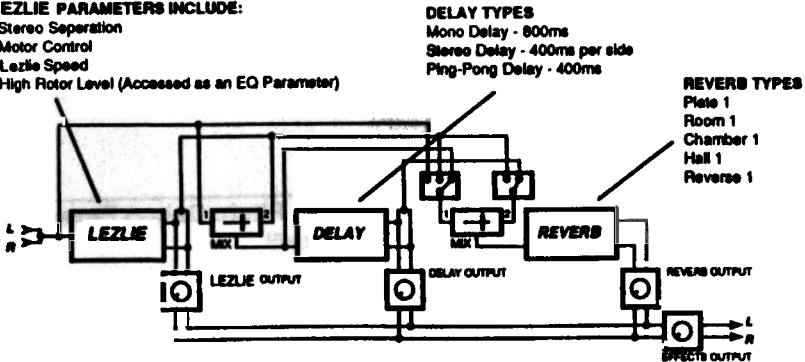 EZLIE PARAMETERS INCLUDE:
Stereo Seperation
Motor Control
Lezlie Speed
High Rotor Level (Accessed as an EQ Parameter)
DELAY TYPES
Mono Delay - 800ms
Stereo Delay - 400ms per side
Ping-Pong Delay - 400ms
REVERB TYPES
Plate 1
Room 1
Chamber 1
Hall 1
Reverse 1
L
R
LEZLIE
1
2
MIX
DELAY
1
2
MIX
REVERB
LEZLIE OUTPUT
DELAY OUTPUT
REVERB OUTPUT
L
R
EFFECTS OUTPUT